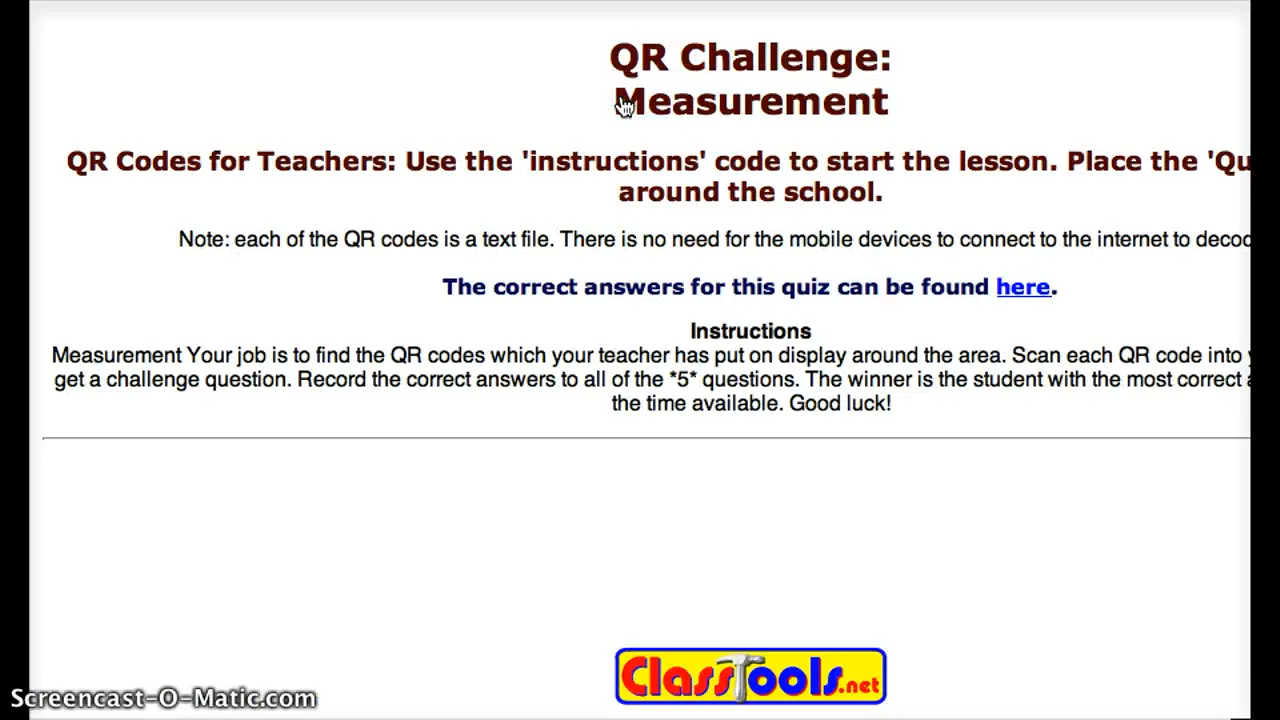 QR Challenge:
Measurement
QR Codes for Teachers: Use the 'instructions' code to start the lesson. Place the 'Qu
around the school.
Note: each of the QR codes is a text file. There is no need for the mobile devices to connect to the internet to decod
The correct answers for this quiz can be found here.
Instructions
Measurement Your job is to find the QR codes which your teacher has put on display around the area. Scan each QR code into
get a challenge question. Record the correct answers to all of the *5* questions. The winner is the student with the most correct
the time available. Good luck!
ClassTools.net
Screencast-O-Matic.com